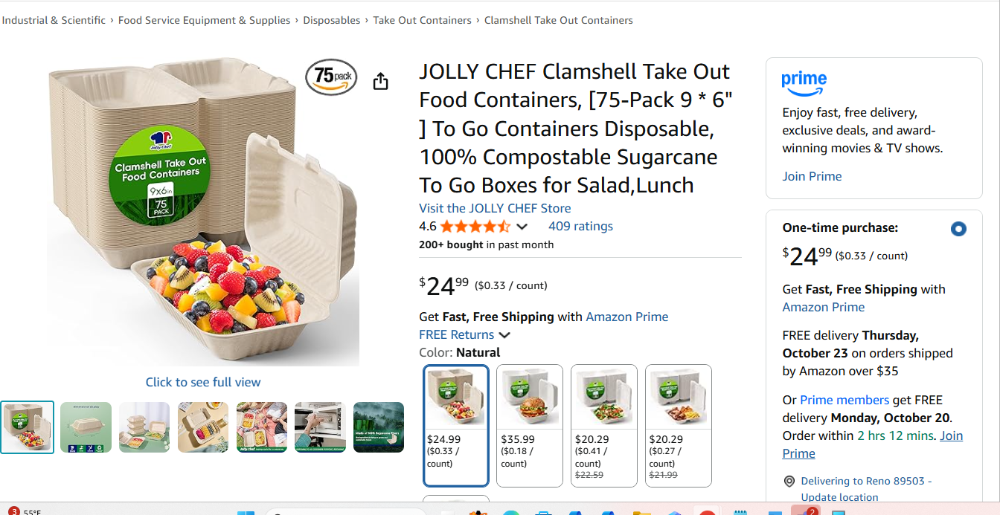 Industrial & Scientific › Food Service Equipment & Supplies › Disposables › Take Out Containers › Clamshell Take Out Containers
75 pack
Jolly Chef
Clamshell Take Out
Food Containers
9x6in
75
PACK
Click to see full view
JOLLY CHEF Clamshell Take Out
Food Containers, [75-Pack 9 * 6"
] To Go Containers Disposable,
100% Compostable Sugarcane
To Go Boxes for Salad,Lunch
Visit the JOLLY CHEF Store
4.6 409 ratings
200+ bought in past month
$24.99 ($0.33 / count)
Get Fast, Free Shipping with Amazon Prime
FREE Returns
Color: Natural
$24.99
($0.33 /
count)
$35.99
($0.18 /
count)
$20.29
($0.41 /
count)
$22.59
$20.29
($0.27 /
count)
$21.99
prime
Enjoy fast, free delivery,
exclusive deals, and award-
winning movies & TV shows.
Join Prime
One-time purchase:
$24.99 ($0.33 / count)
Get Fast, Free Shipping with
Amazon Prime
FREE delivery Thursday,
October 23 on orders shipped
by Amazon over $35
Or Prime members get FREE
delivery Monday, October 20.
Order within 2 hrs 12 mins. Join
Prime
Delivering to Reno 89503 -
Update location
3
55°F
2